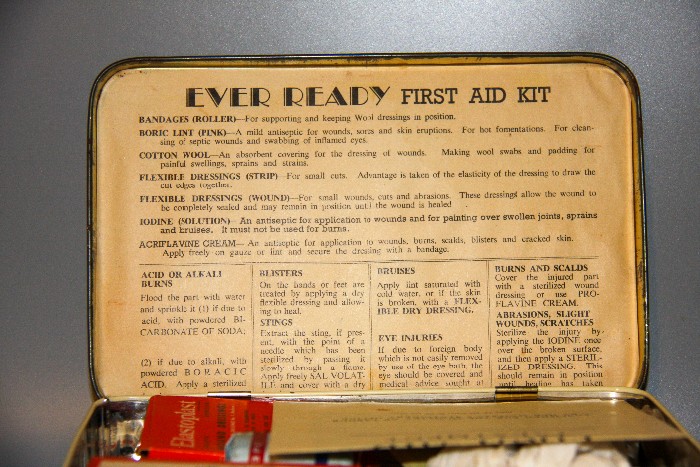 EVER READY FIRST AID KIT
BANDAGES (ROLLER)—For supporting and keeping Wool dressings in position.
BORIC LINT (PINK)—A mild antiseptic for wounds, sores and skin eruptions. For hot fomentations. For clean-
sing of septic wounds and swabbing of inflamed eyes.
COTTON WOOL—An absorbent covering for the dressing of wounds. Making wool swabs and padding for
painful swellings, sprains and strains.
FLEXIBLE DRESSINGS (STRIP)—For small cuts. Advantage is taken of the elasticity of the dressing to draw the
cut edges together.
FLEXIBLE DRESSINGS (WOUND)—For small wounds, cuts and abrasions. These dressings allow the wound to
be completely sealed and may remain in position until the wound is healed
IODINE (SOLUTION)—An antiseptic for application to wounds and for painting over swollen joints, sprains
and bruises. It must not be used for burns.
ACRIFLAVINE CREAM— An antiseptic for application to wounds, burns, scalds, blisters and cracked skin.
Apply freely on gauze or lint and secure the dressing with a bandage.
ACID OR ALKALI
BURNS
Flood the part with water
and sprinkle it (1) if due to
acid, with powdered BI-
CARBONATE OF SODA;
(2) if due to alkali, with
powdered BORACIC
ACID. Apply a sterilized
BLISTERS
On the hands or feet are
treated by applying a dry
flexible dressing and allow-
ing to heal.
STINGS
Extract the sting, if pres-
ent, with the point of a
needle which has been
sterilized by passing it
slowly through a flame.
Apply freely SAL VOLAT-
ILE and cover with a dry
BRUISES
Apply lint saturated with
cold water, or if the skin
is broken, with a FLEX-
IBLE DRY DRESSING.
EYE INJURIES
If due to foreign body
which is not easily removed
by use of the eye bath, the
eye should be covered and
medical advice sought at
BURNS AND SCALDS
Cover the injured part
with a sterilized wound
dressing or use PRO-
FLAVINE CREAM.
ABRASIONS, SLIGHT
WOUNDS, SCRATCHES
Sterilize the injury by
applying the IODINE once
over the broken surface,
and then apply a STERIL-
IZED DRESSING. This
should remain in position
until healing has taken
Elastoplast